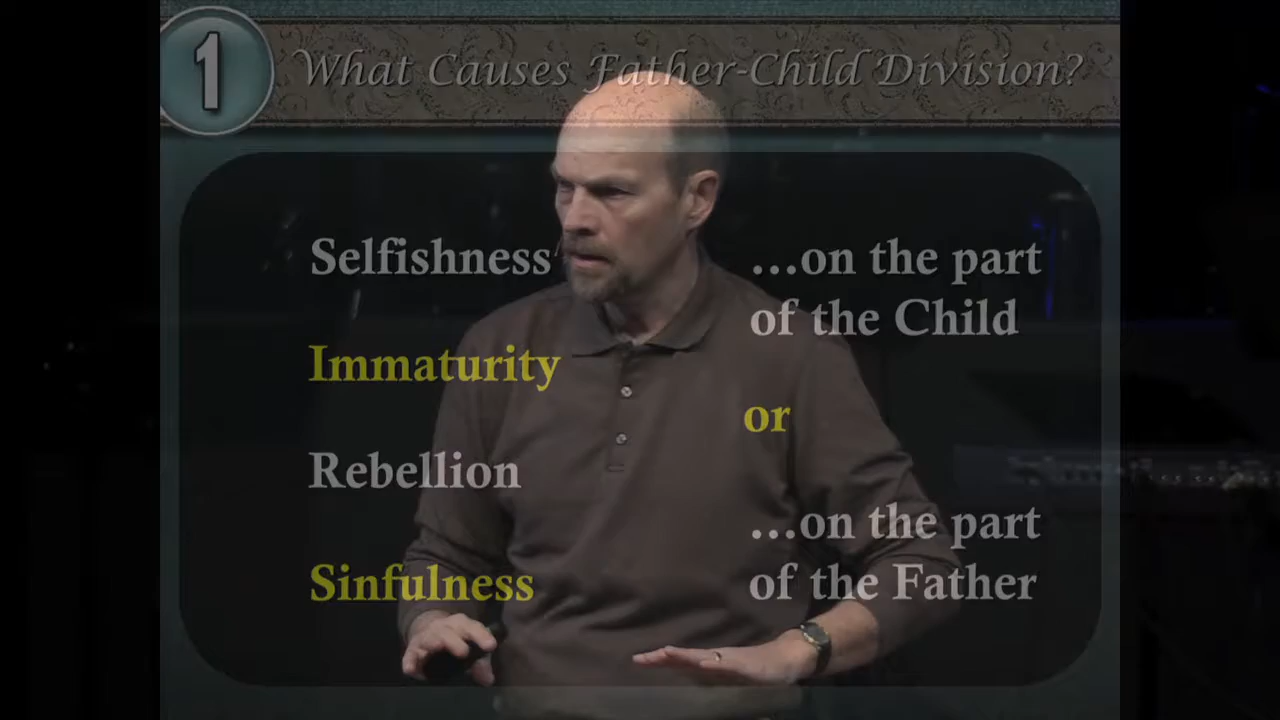 1
What Causes Father-Child Division?
Selfishness
Immaturity
Rebellion
Sinfulness
...on the part
of the Child
or
...on the part
of the Father